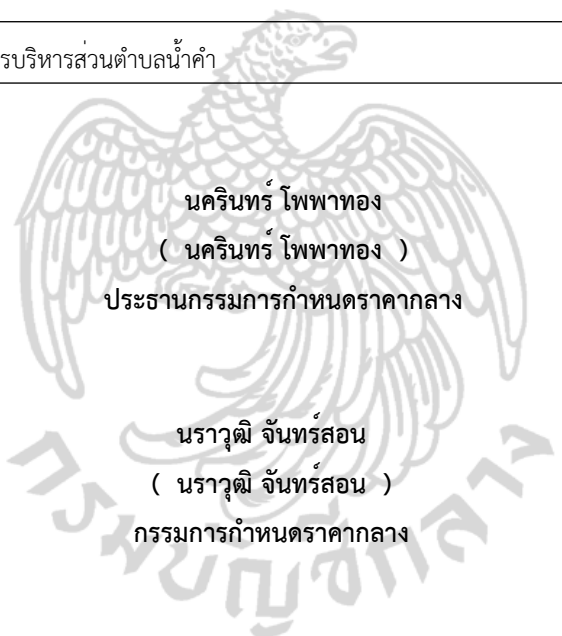 รบริหารส่วนตำบลน้ำคำ
นครินทร์ โพพาทอง
( นครินทร์ โพพาทอง )
ประธานกรรมการกำหนดราคากลาง
นราวุฒิ จันทร์สอน
( นราวุฒิ จันทร์สอน )
กรรมการกำหนดราคากลาง
กรมบัญชีกลาง